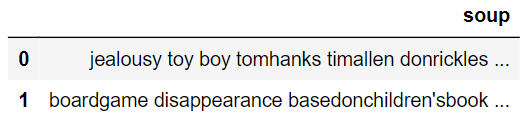 soup
0 jealousy toy boy tomhanks timallen donrickles ...
1 boardgame disappearance basedonchildren'sbook ...